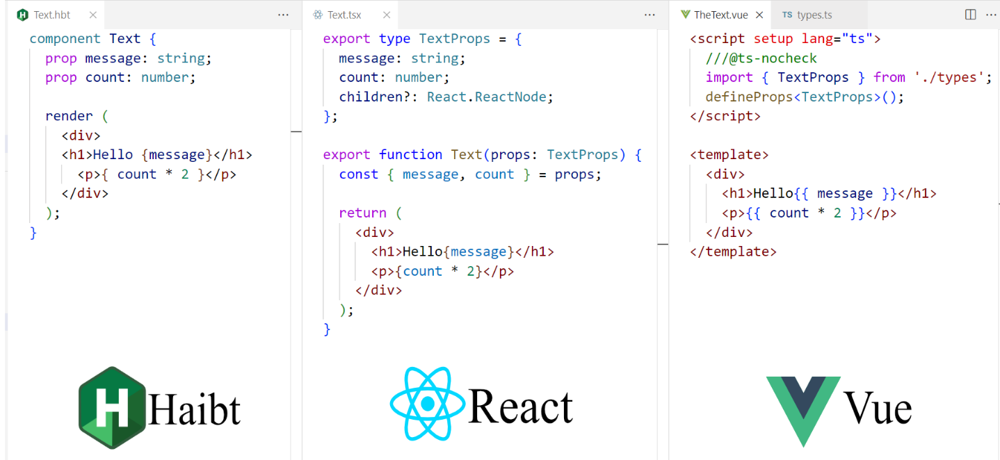 Text.hbt
component Text {
prop message: string;
prop count: number;
render (
<div>
<h1>Hello {message}</h1>
<p>{ count * 2 }</p>
</div>
);
}
Haibt
Text.tsx
export type TextProps = {
message: string;
count: number;
children?: React.ReactNode;
};
export function Text(props: TextProps) {
const { message, count } = props;
return (
<div>
<h1>Hello{message}</h1>
<p>{count * 2}</p>
</div>
);
}
React
TheText.vue
TS types.ts
<script setup lang="ts">
///@ts-nocheck
import { TextProps } from './types';
defineProps<TextProps>();
</script>
<template>
<div>
<h1>Hello{{ message }}</h1>
<p>{{ count * 2 }}</p>
</div>
</template>
Vue